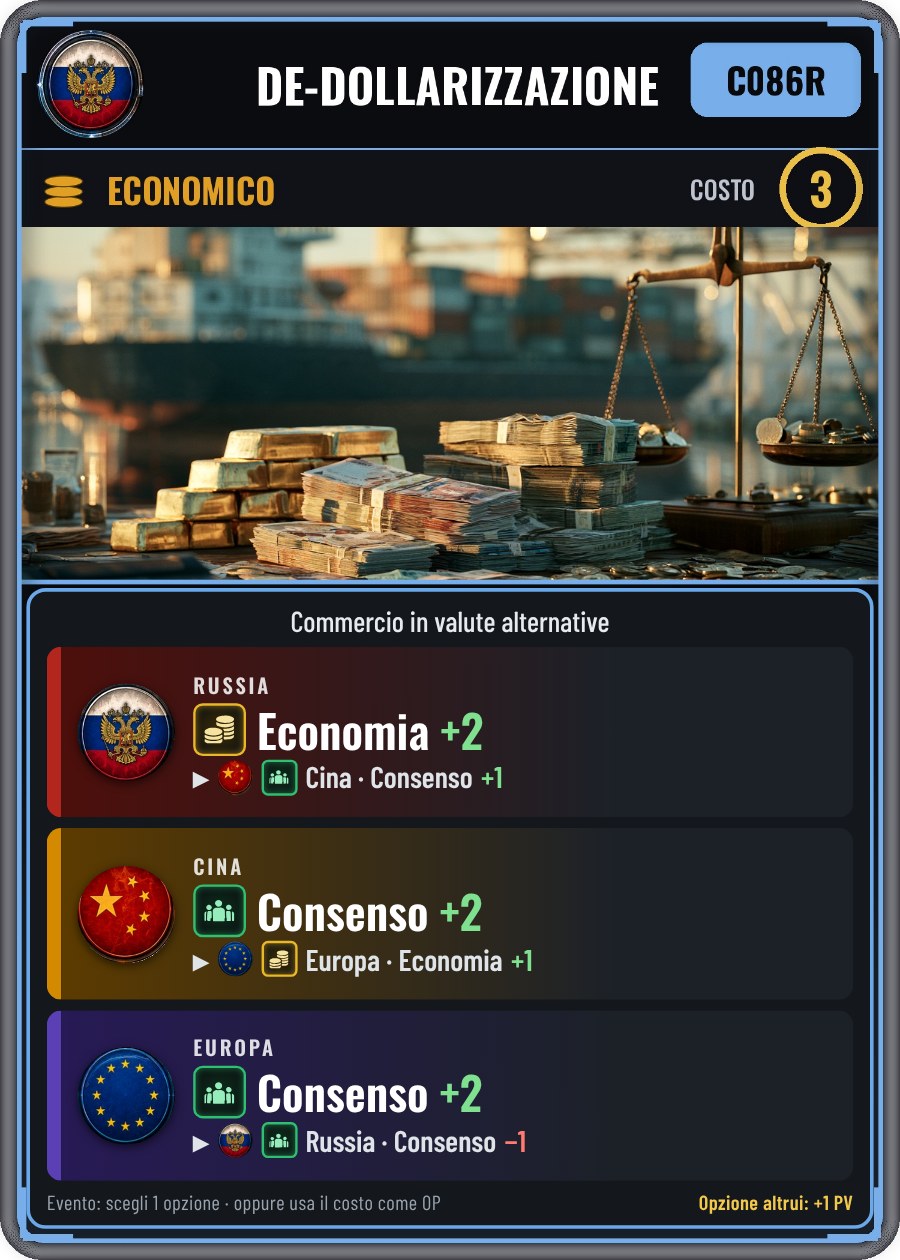 DE-DOLLARIZZAZIONE
C086R
ECONOMICO
COSTO
3
Commercio in valute alternative
RUSSIA
Economia +2
▶ Cina · Consenso +1
CINA
Consenso +2
▶ Europa · Economia +1
EUROPA
Consenso +2
▶ Russia · Consenso −1
Evento: scegli 1 opzione · oppure usa il costo come OP
Opzione altrui: +1 PV